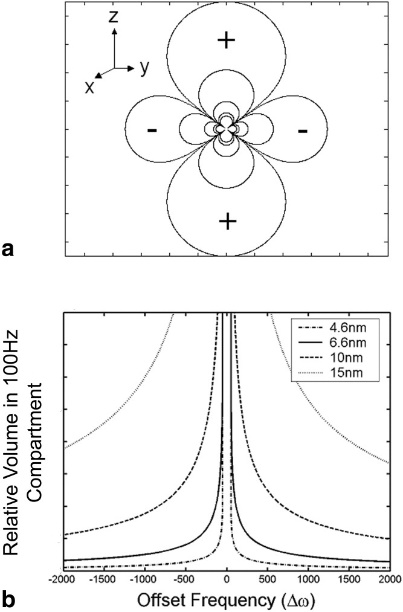 z
y
x
+
-
-
+
a
4.6nm
6.6nm
10nm
15nm
Relative Volume in 100Hz
Compartment
-2000 -1500 -1000 -500 0 500 1000 1500 2000
b
Offset Frequency (Δω)